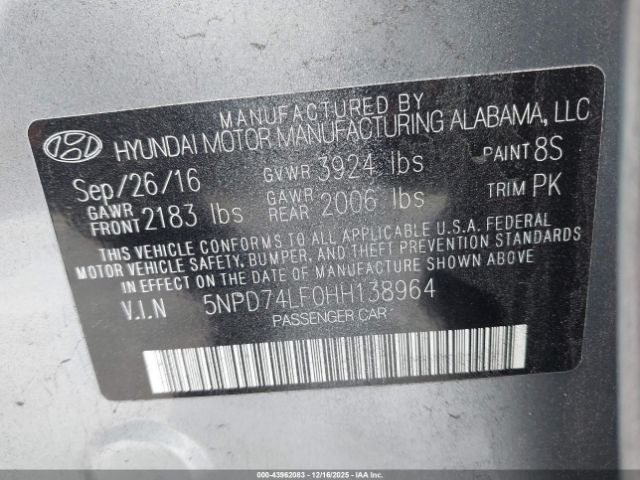 MANUFACTURED BY
HYUNDAI MOTOR MANUFACTURING ALABAMA, LLC
Sep/26/16 GVWR 3924 lbs PAINT 8S
GAWR FRONT 2183 lbs GAWR REAR 2006 lbs TRIM PK
THIS VEHICLE CONFORMS TO ALL APPLICABLE U.S.A. FEDERAL
MOTOR VEHICLE SAFETY, BUMPER, AND THEFT PREVENTION STANDARDS
IN EFFECT ON THE DATE OF MANUFACTURE SHOWN ABOVE
V.I.N 5NPD74LF0HH138964
PASSENGER CAR
000-43962083 - 12/16/2025 - IAAI.COM